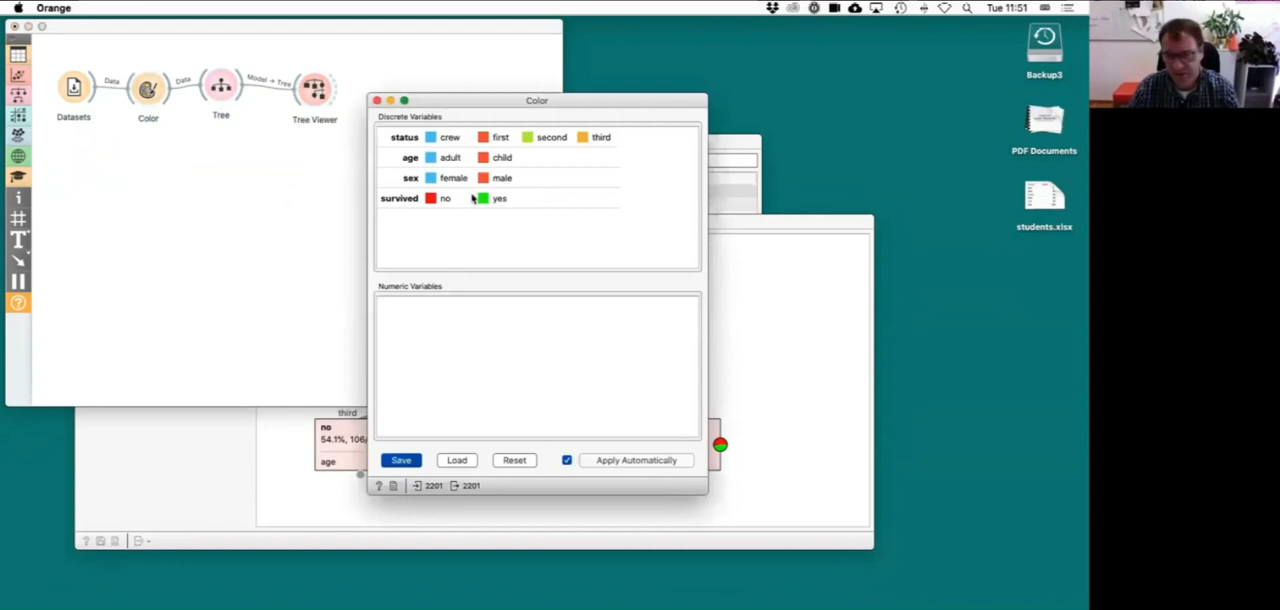 Orange
Tue 11:51
Data
Data
Model → Tree
Datasets
Color
Tree
Tree Viewer
Backup3
PDF Documents
students.xlsx
Color
Discrete Variables
status crew first second third
age adult child
sex female male
survived no yes
Numeric Variables
third
no
54.1%, 106/
age
Save Load Reset Apply Automatically
? 2201 2201